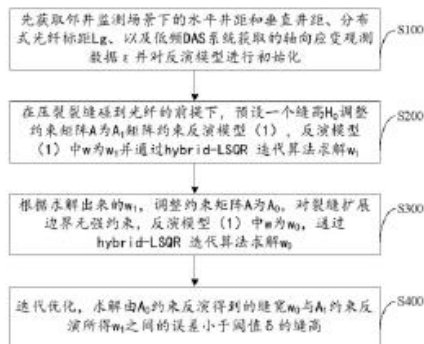 先获取邻井监测场景下的水平井距和垂直井距、分布
式光纤标距Lg、以及低频DAS系统获取的轴向应变观测
数据ε并对反演模型进行初始化
S100
在压裂裂缝碰到光纤的前提下，预设一个缝高H₀调整
约束矩阵A为A₁矩阵约束反演模型（1），反演模型
（1）中w为w₁并通过hybrid-LSQR 迭代算法求解w₁
S200
根据求解出来的w₁，调整约束矩阵A为A₀，对裂缝扩展
边界无强约束，反演模型（1）中w为w₀，通过
hybrid-LSQR 迭代算法求解w₀
S300
迭代优化，求解由A₀约束反演得到的缝宽w₀与A₁约束反
演所得w₁之间的误差小于阈值δ的缝高
S400